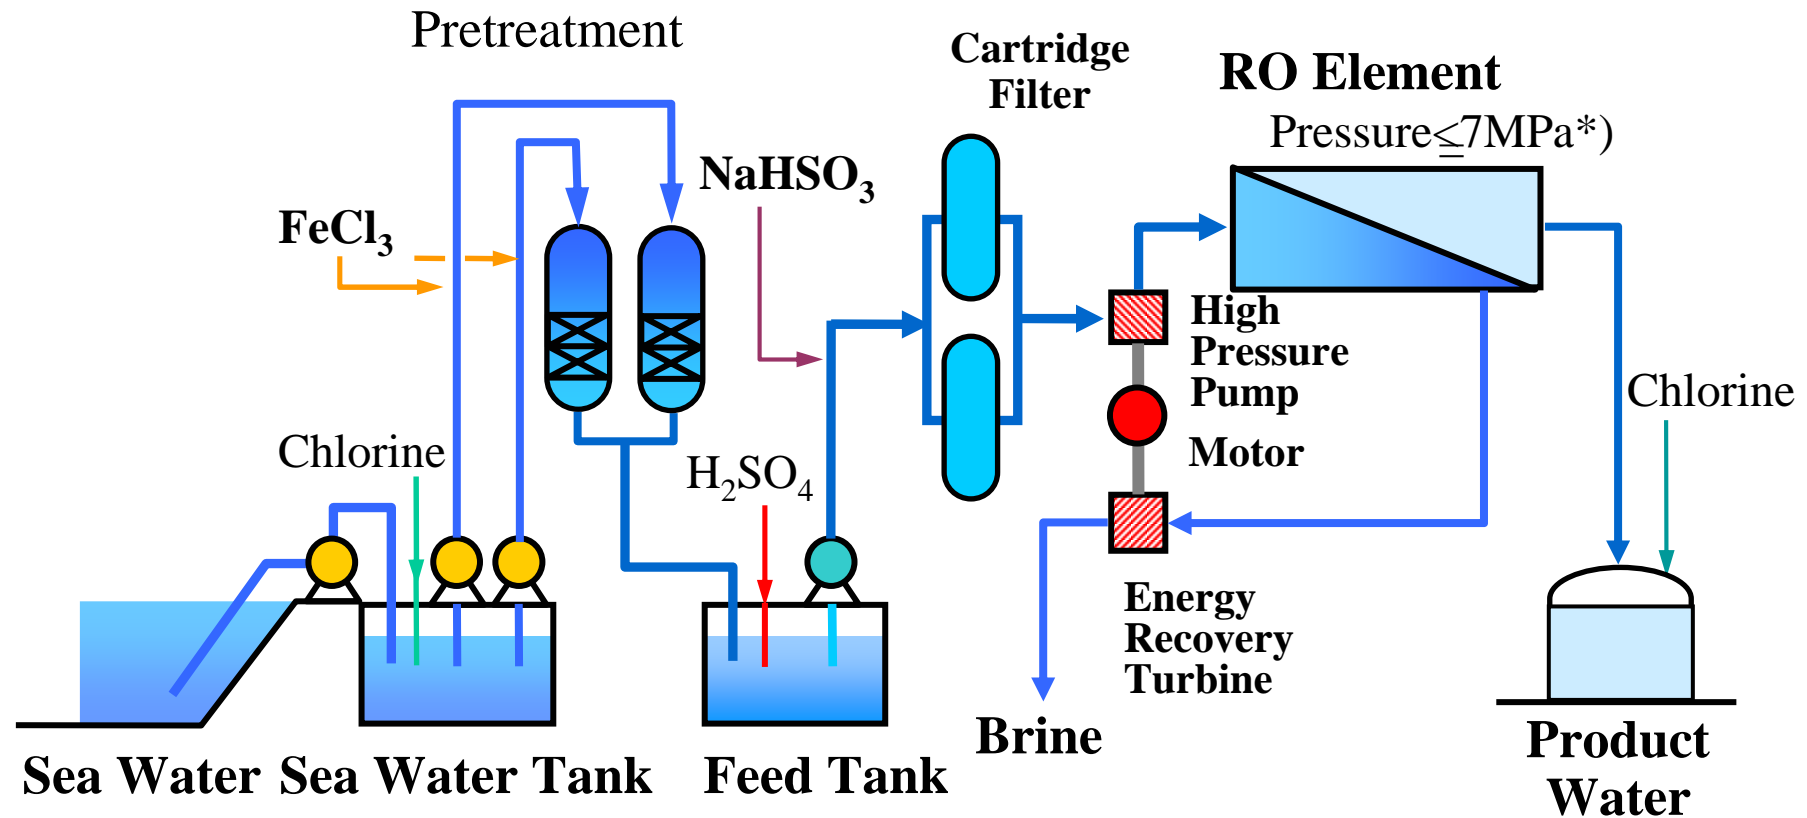 Pretreatment
Cartridge
Filter
RO Element
Pressure≦7MPa*)
NaHSO3
FeCl3
High
Pressure
Pump
Motor
Chlorine
Chlorine
H2SO4
Energy
Recovery
Turbine
Brine
Product
Water
Sea Water
Sea Water Tank
Feed Tank